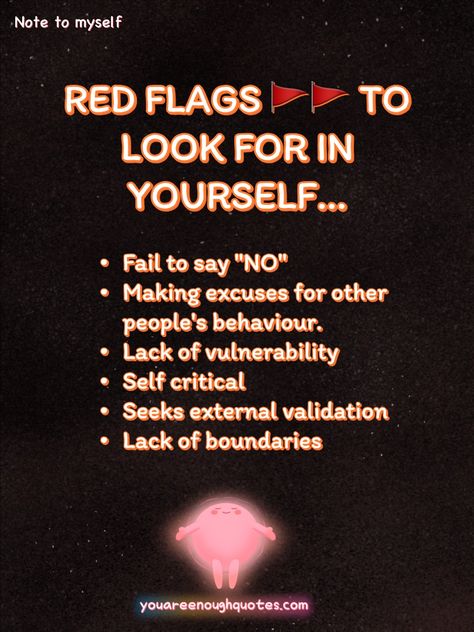 Note to myself
RED FLAGS 🚩🚩 TO
LOOK FOR IN
YOURSELF...
• Fail to say "NO"
• Making excuses for other
people's behaviour.
• Lack of vulnerability
• Self critical
• Seeks external validation
• Lack of boundaries
youareenoughquotes.com